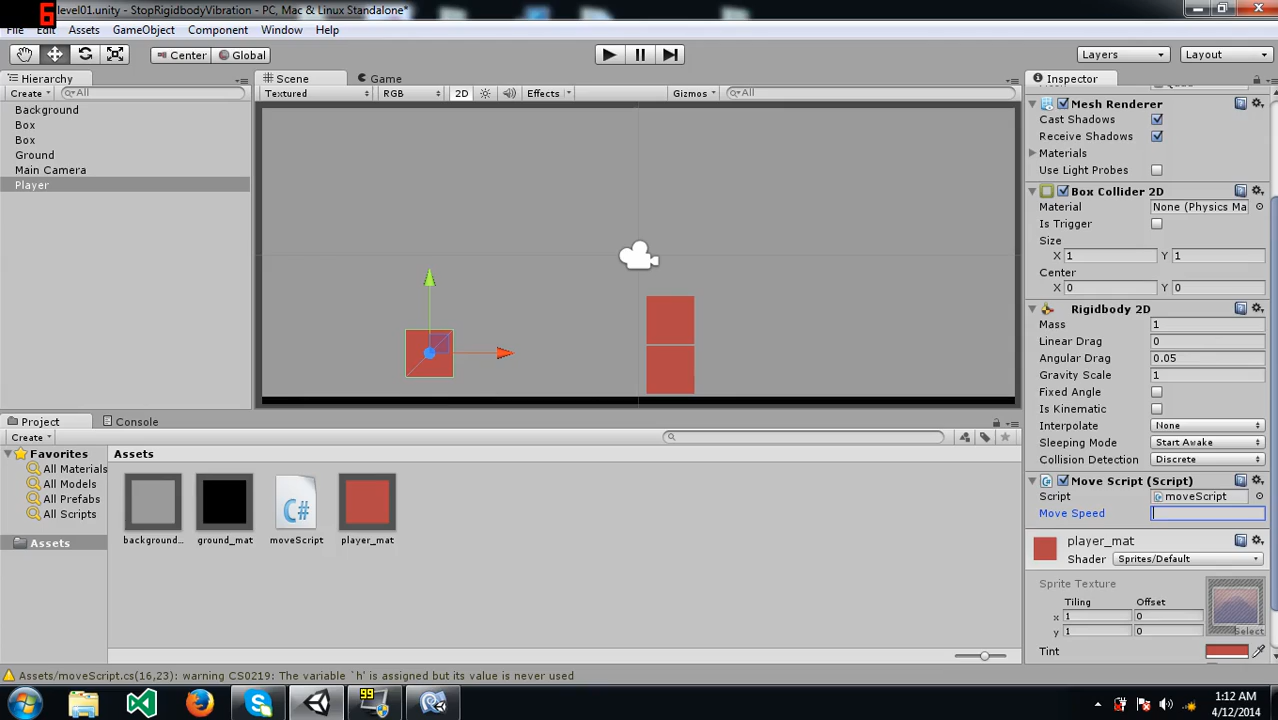 6
level01.unity - StopRigidbodyVibration - PC, Mac & Linux Standalone*
File Edit Assets GameObject Component Window Help
Center Global Layers Layout
Hierarchy Scene Game Inspector
Create All Textured RGB 2D Effects Gizmos All
Background
Box
Box
Ground
Main Camera
Player
Mesh Renderer
Cast Shadows
Receive Shadows
Materials
Use Light Probes
Box Collider 2D
Material None (Physics Ma
Is Trigger
Size
X 1 Y 1
Center
X 0 Y 0
Rigidbody 2D
Mass 1
Linear Drag 0
Angular Drag 0.05
Gravity Scale 1
Fixed Angle
Is Kinematic
Interpolate None
Sleeping Mode Start Awake
Collision Detection Discrete
Move Script (Script)
Script moveScript
Move Speed
player_mat
Shader Sprites/Default
Sprite Texture
Tiling Offset
x 1 0
y 1 0
Select
Tint
Project Console
Create
Favorites
All Materials
All Models
All Prefabs
All Scripts
Assets
Assets
background... ground_mat moveScript player_mat
C#
Assets/moveScript.cs(16,23): warning CS0219: The variable `h' is assigned but its value is never used
99
1:12 AM
4/12/2014